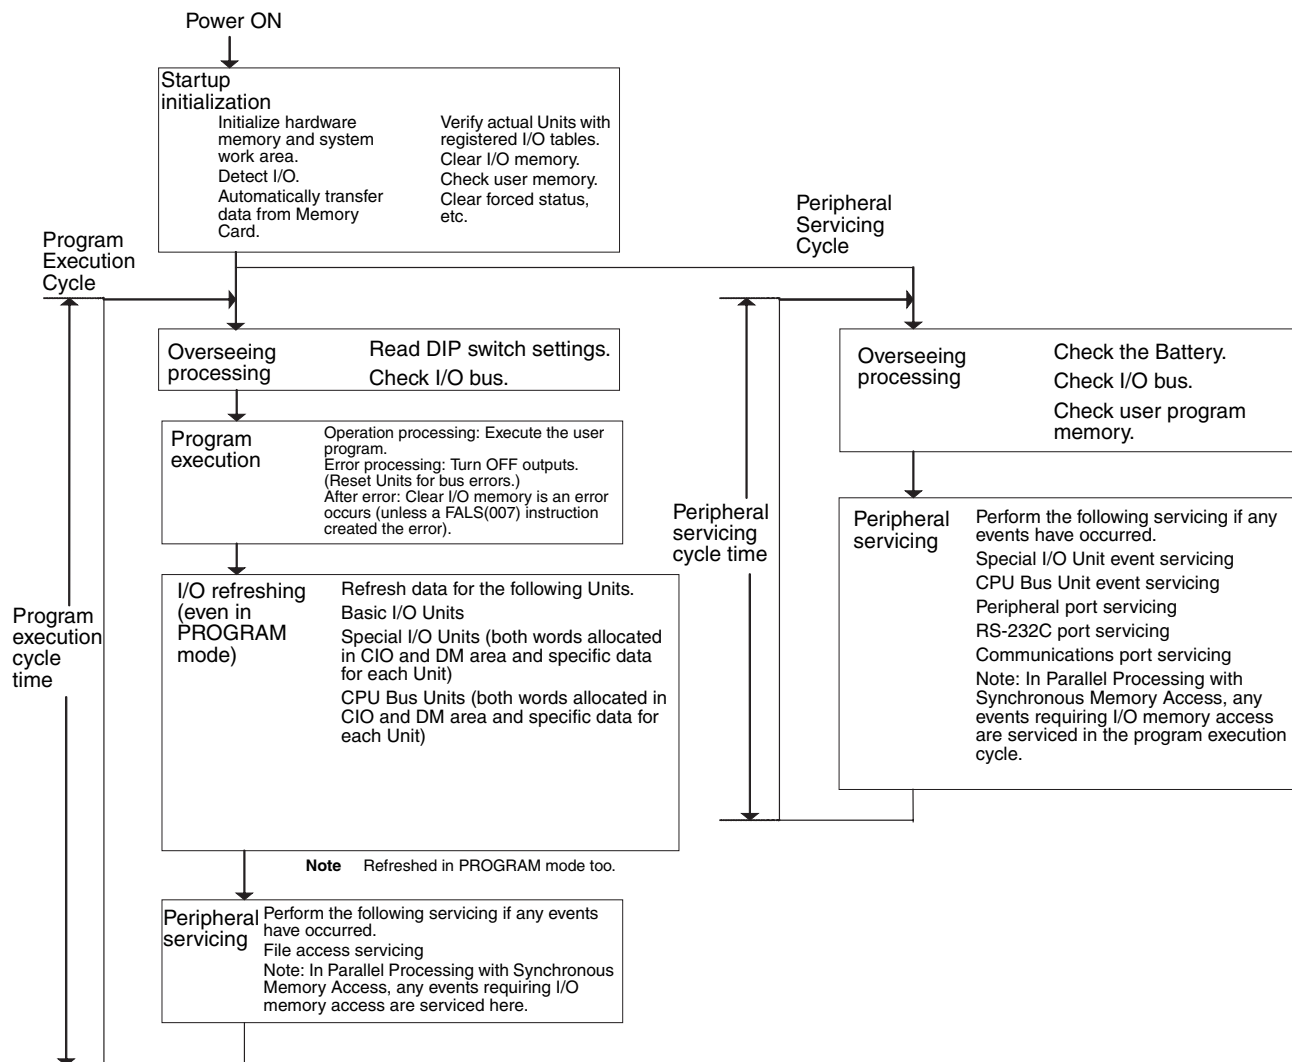 Power ON
Startup
initialization
Initialize hardware
memory and system
work area.
Detect I/O.
Automatically transfer
data from Memory
Card.
Verify actual Units with
registered I/O tables.
Clear I/O memory.
Check user memory.
Clear forced status,
etc.
Program
Execution
Cycle
Peripheral
Servicing
Cycle
Overseeing
processing
Read DIP switch settings.
Check I/O bus.
Program
execution
Operation processing: Execute the user
program.
Error processing: Turn OFF outputs.
(Reset Units for bus errors.)
After error: Clear I/O memory is an error
occurs (unless a FALS(007) instruction
created the error).
I/O refreshing
(even in
PROGRAM
mode)
Refresh data for the following Units.
Basic I/O Units
Special I/O Units (both words allocated
in CIO and DM area and specific data
for each Unit)
CPU Bus Units (both words allocated in
CIO and DM area and specific data for
each Unit)
Note Refreshed in PROGRAM mode too.
Peripheral
servicing
Perform the following servicing if any events
have occurred.
File access servicing
Note: In Parallel Processing with Synchronous
Memory Access, any events requiring I/O
memory access are serviced here.
Program
execution
cycle
time
Overseeing
processing
Check the Battery.
Check I/O bus.
Check user program
memory.
Peripheral
servicing
cycle time
Peripheral
servicing
Perform the following servicing if any
events have occurred.
Special I/O Unit event servicing
CPU Bus Unit event servicing
Peripheral port servicing
RS-232C port servicing
Communications port servicing
Note: In Parallel Processing with
Synchronous Memory Access, any
events requiring I/O memory access
are serviced in the program execution
cycle.